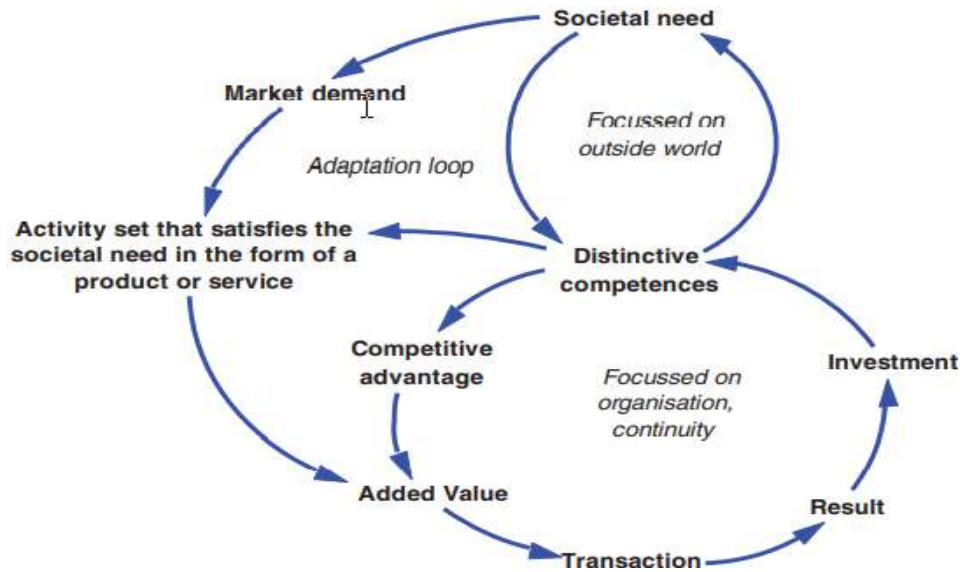 Societal need
Market demand
Focussed on
outside world
Adaptation loop
Activity set that satisfies the
societal need in the form of a
product or service
Distinctive
competences
Competitive
advantage
Investment
Focussed on
organisation,
continuity
Added Value
Result
Transaction